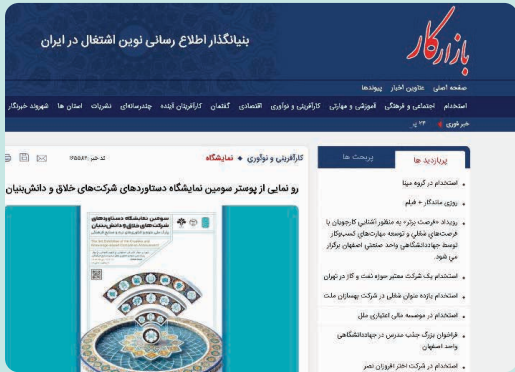 بنیانگذار اطلاع رسانی نوین اشتغال در ایران
بازارکار
صفحه اصلی عناوین اخبار پیوندها
استخدام اجتماعی و فرهنگی آموزشی و مهارتی کارآفرینی و نوآوری اقتصادی گفتمان کارآفرینان آینده چندرسانه‌ای نشریات استان ها شهروند خبرنگار
خبر فوری ۲۴
پربازدید ها پربحث ها
استخدام در گروه مپنا
روزی ماندگار + فیلم
رویداد «فرصت برتر» به منظور آشنایی کارجویان با
فرصت‌های شغلی و توسعه مهارت‌های کسب‌وکار
توسط جهاددانشگاهی واحد صنعتی اصفهان برگزار
می شود.
استخدام یک شرکت معتبر حوزه نفت و گاز در تهران
استخدام یازده عنوان شغلی در شرکت بهسازان ملت
استخدام در موسسه مالی اعتباری ملل
فراخوان بزرگ جذب مدرس در جهاددانشگاهی
واحد اصفهان
استخدام در شرکت اختر افروزان نصر
کارآفرینی و نوآوری نمایشگاه
کد خبر:
رو نمایی از پوستر سومین نمایشگاه دستاوردهای شرکت‌های خلاق و دانش‌بنیان
سومین نمایشگاه دستاوردهای
شرکت‌های خلاق و دانش‌بنیان